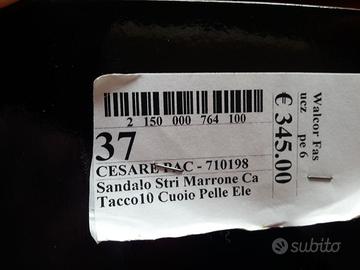 2 150 000 764 100
37
CESARE PAC - 710198
Sandalo Stri Marrone Ca
Tacco10 Cuoio Pelle Ele
€ 345.00
Walcor Fas
ucz pe 6
subito